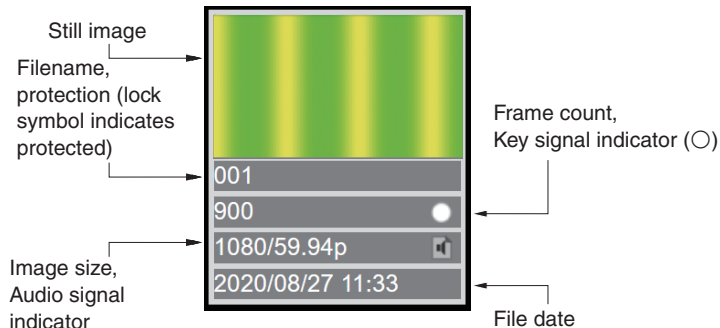 Still image
Filename,
protection (lock
symbol indicates
protected)
Image size,
Audio signal
indicator
001
900
1080/59.94p
2020/08/27 11:33
Frame count,
Key signal indicator (○)
File date